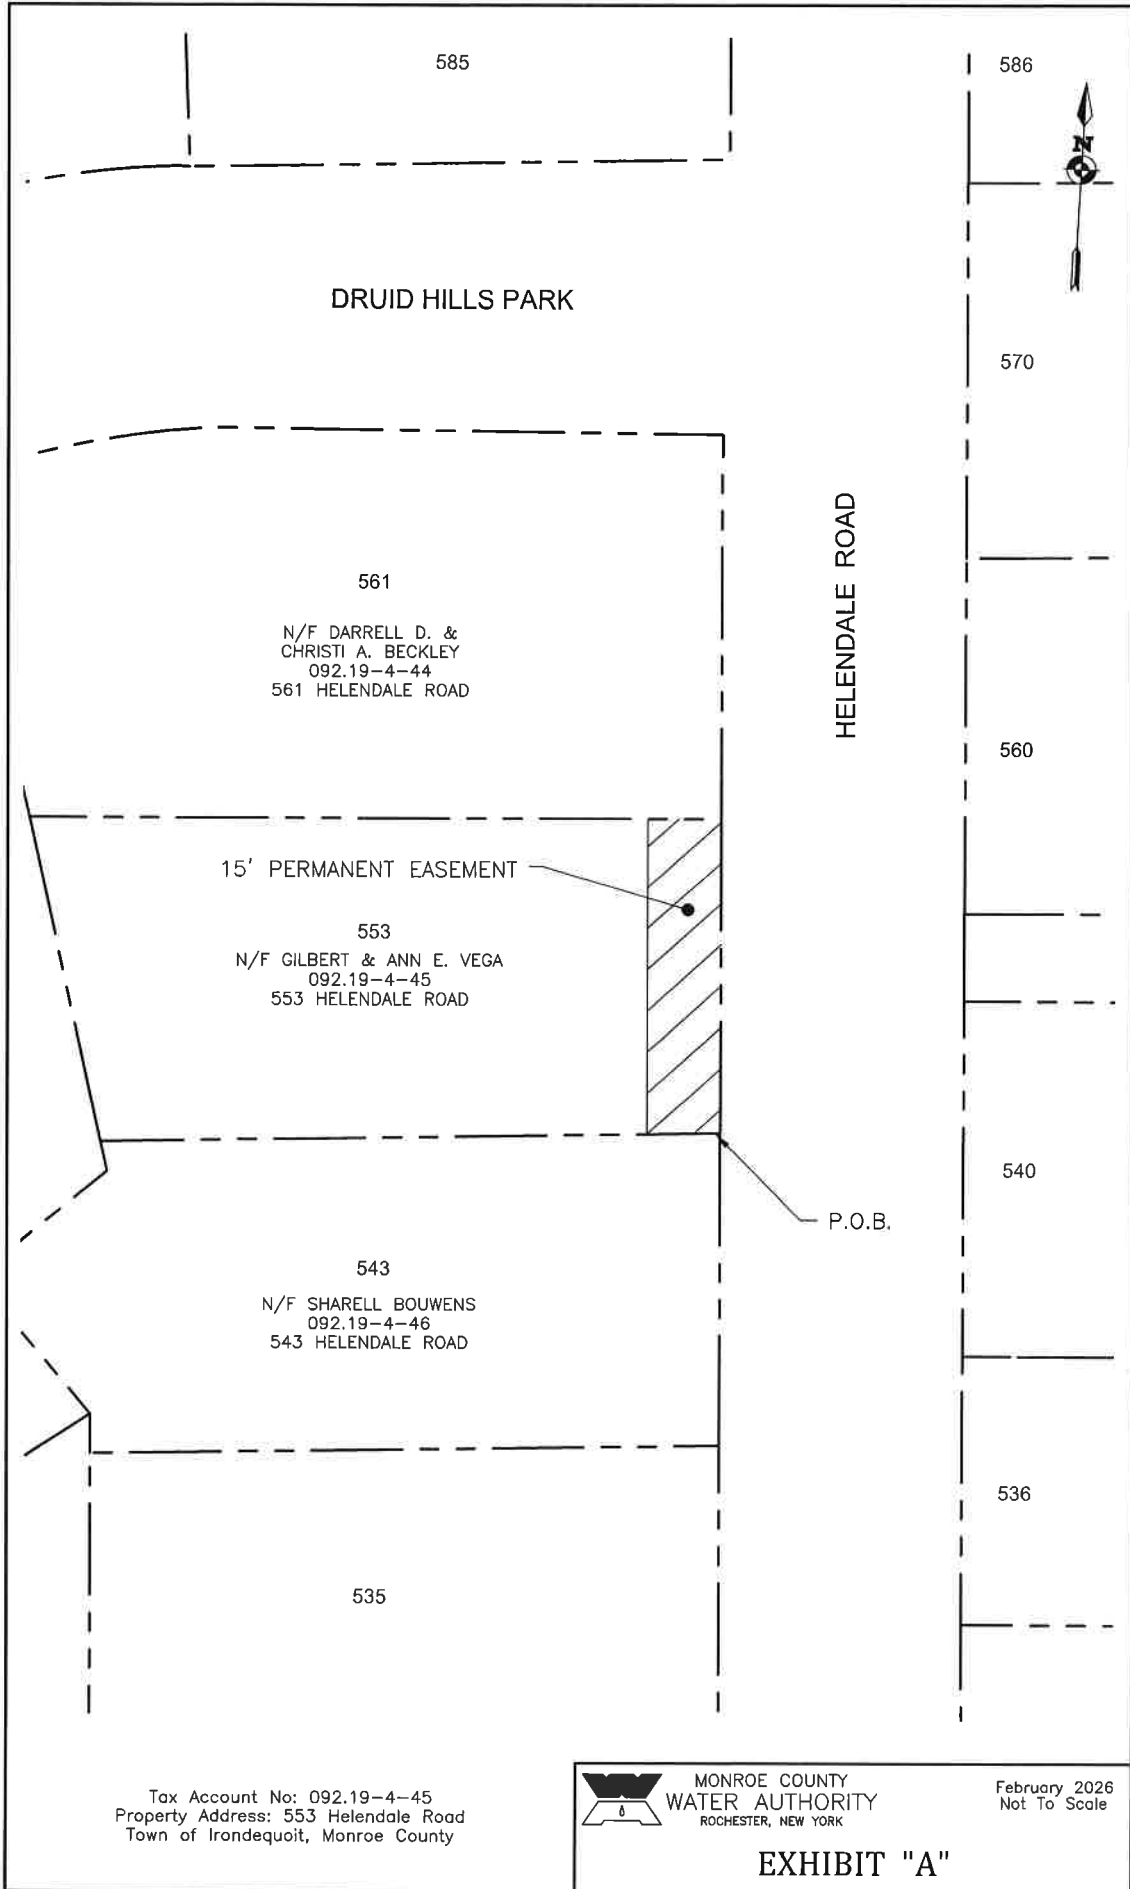 585
586
N
DRUID HILLS PARK
570
HELENDALE ROAD
561
N/F DARRELL D. &
CHRISTI A. BECKLEY
092.19-4-44
561 HELENDALE ROAD
560
15' PERMANENT EASEMENT
553
N/F GILBERT & ANN E. VEGA
092.19-4-45
553 HELENDALE ROAD
540
P.O.B.
543
N/F SHARELL BOUWENS
092.19-4-46
543 HELENDALE ROAD
536
535
Tax Account No: 092.19-4-45
Property Address: 553 Helendale Road
Town of Irondequoit, Monroe County
MONROE COUNTY
WATER AUTHORITY
ROCHESTER, NEW YORK
February 2026
Not To Scale
EXHIBIT "A"